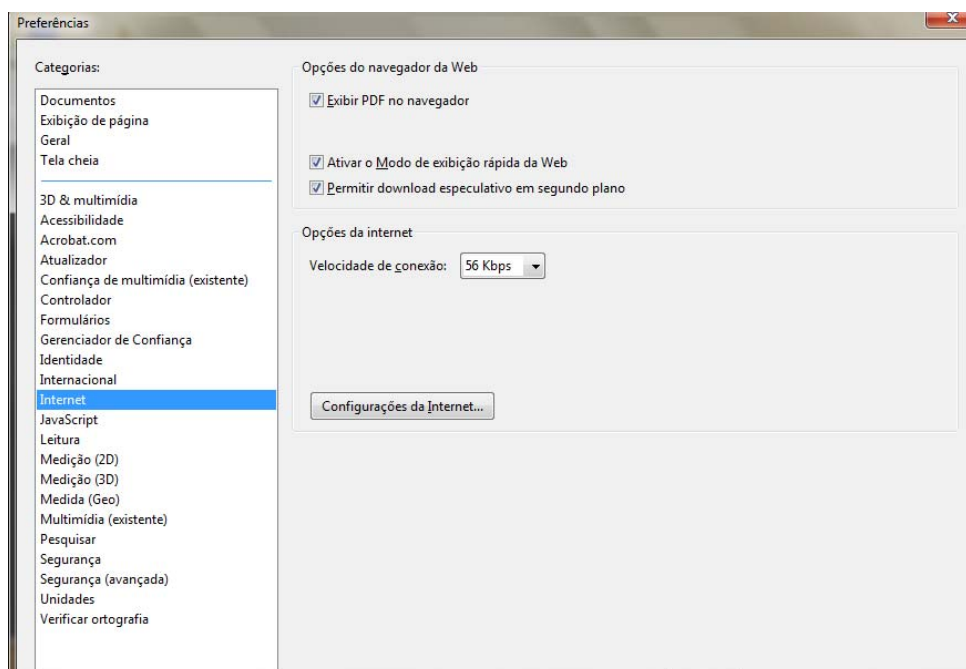 Preferências
Categorias:
Documentos
Exibição de página
Geral
Tela cheia
3D & multimídia
Acessibilidade
Acrobat.com
Atualizador
Confiança de multimídia (existente)
Controlador
Formulários
Gerenciador de Confiança
Identidade
Internacional
Internet
JavaScript
Leitura
Medição (2D)
Medição (3D)
Medida (Geo)
Multimídia (existente)
Pesquisar
Segurança
Segurança (avançada)
Unidades
Verificar ortografia
Opções do navegador da Web
Exibir PDF no navegador
Ativar o Modo de exibição rápida da Web
Permitir download especulativo em segundo plano
Opções da internet
Velocidade de conexão: 56 Kbps
Configurações da Internet...